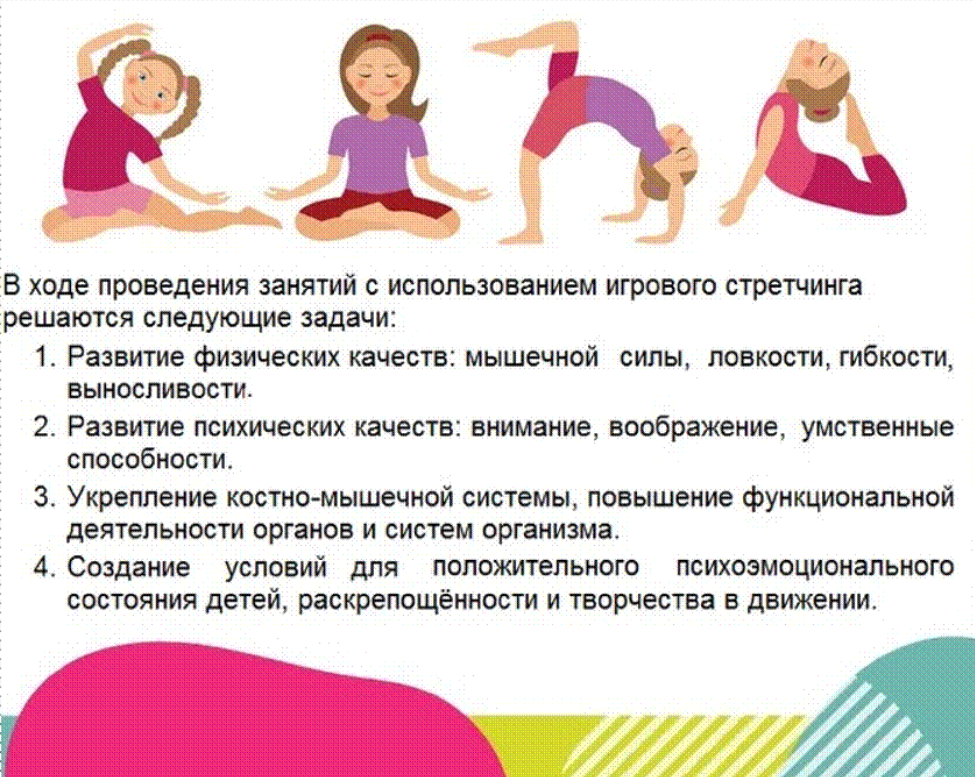 В ходе проведения занятий с использованием игрового стретчинга
решаются следующие задачи:
1. Развитие физических качеств: мышечной силы, ловкости, гибкости,
выносливости.
2. Развитие психических качеств: внимание, воображение, умственные
способности.
3. Укрепление костно-мышечной системы, повышение функциональной
деятельности органов и систем организма.
4. Создание условий для положительного психоэмоционального
состояния детей, раскрепощённости и творчества в движении.